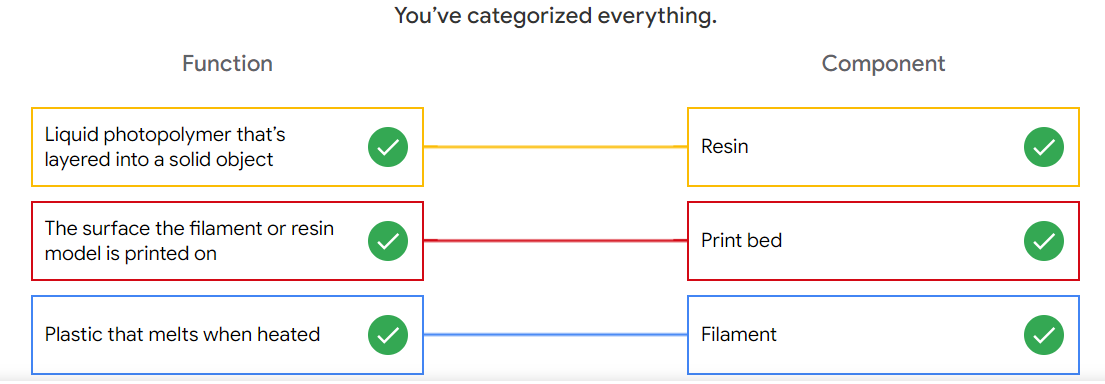 You’ve categorized everything.
Function
Component
Liquid photopolymer that’s
layered into a solid object
Resin
The surface the filament or resin
model is printed on
Print bed
Plastic that melts when heated
Filament